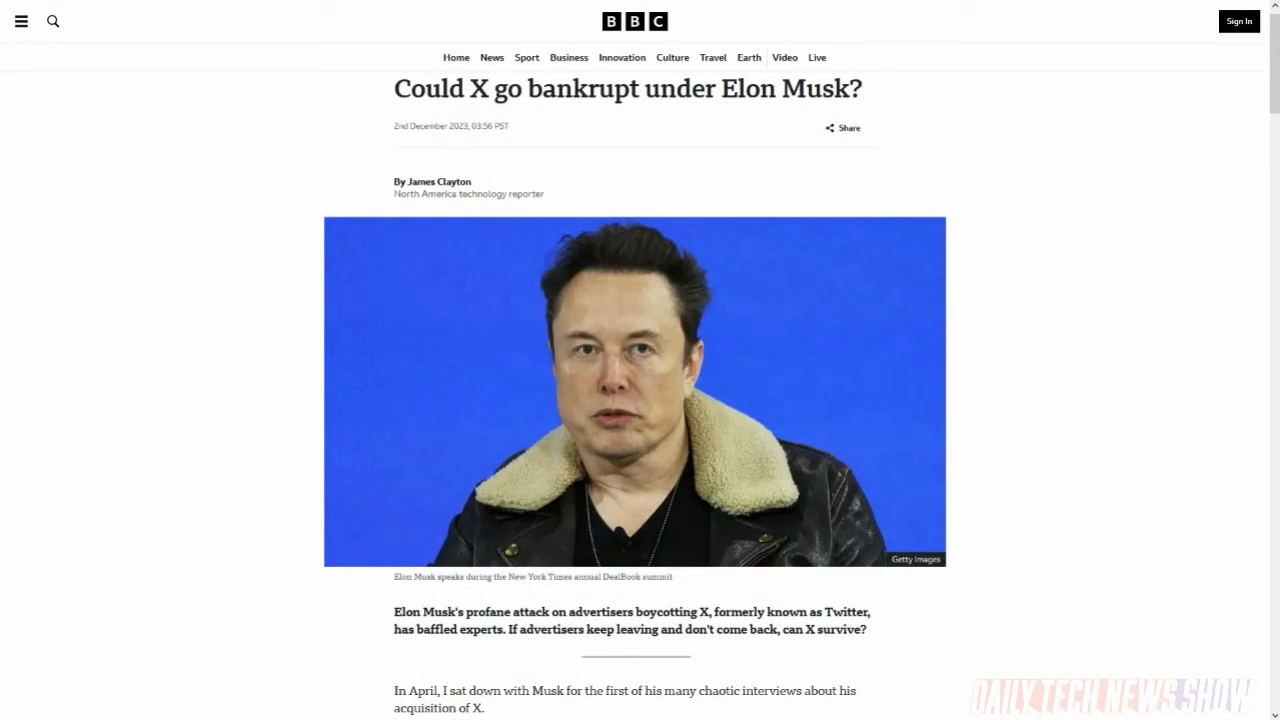 BBC
Sign In
Home News Sport Business Innovation Culture Travel Earth Video Live
Could X go bankrupt under Elon Musk?
2nd December 2023, 03:56 PST
Share
By James Clayton
North America technology reporter
Getty Images
Elon Musk speaks during the New York Times annual DealBook summit
Elon Musk's profane attack on advertisers boycotting X, formerly known as Twitter,
has baffled experts. If advertisers keep leaving and don't come back, can X survive?
In April, I sat down with Musk for the first of his many chaotic interviews about his
acquisition of X.
DAILY TECH NEWS SHOW